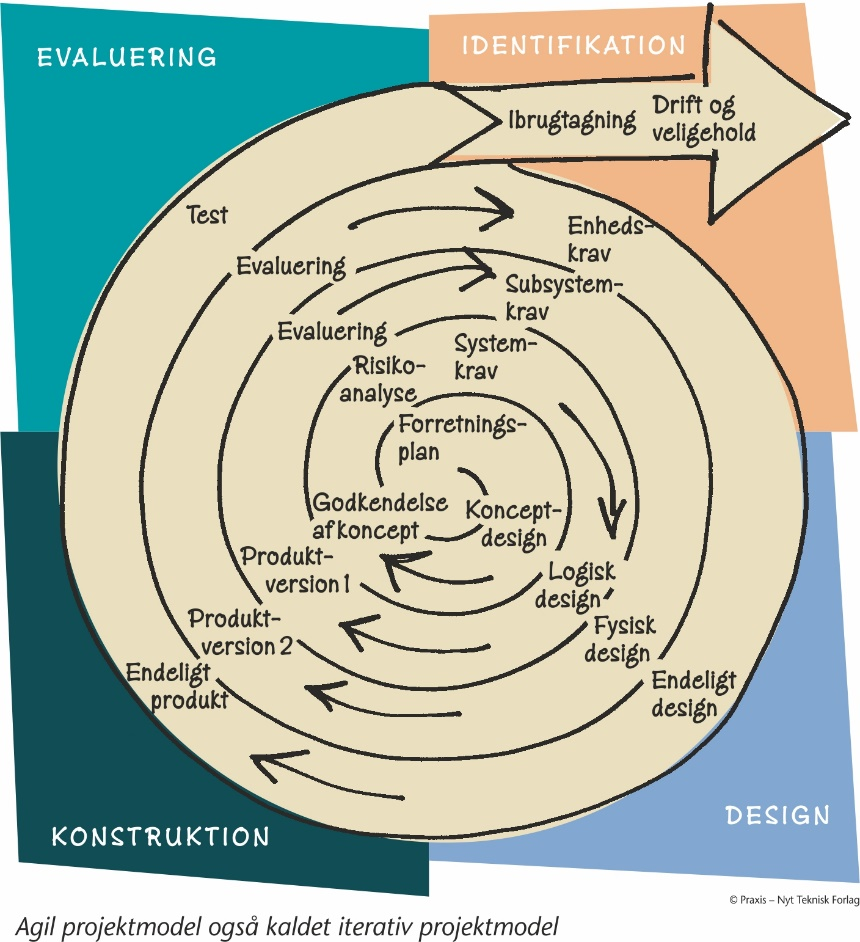 EVALUERING
IDENTIFIKATION
Ibrugtagning
Drift og
veligehold
Test
Enheds-
krav
Evaluering
Subsystem-
krav
Evaluering
System-
krav
Risiko-
analyse
Forretnings-
plan
Godkendelse
af koncept
Koncept-
design
Produkt-
version 1
Logisk
design
Produkt-
version 2
Fysisk
design
Endeligt
produkt
Endeligt
design
KONSTRUKTION
DESIGN
© Praxis – Nyt Teknisk Forlag
Agil projektmodel også kaldet iterativ projektmodel